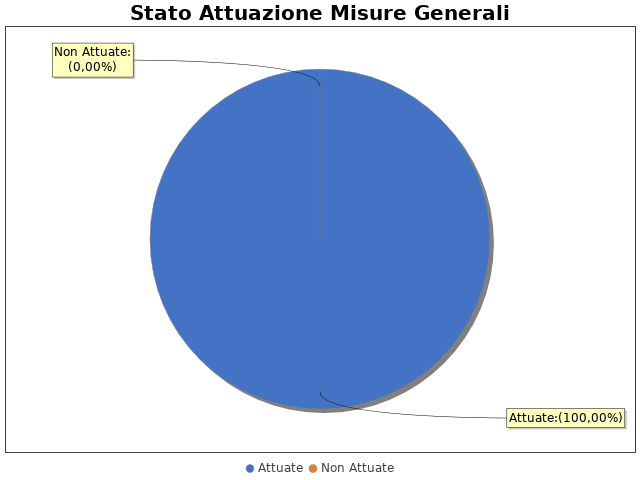 Stato Attuazione Misure Generali
Non Attuate:
(0,00%)
Attuate:(100,00%)
Attuate Non Attuate